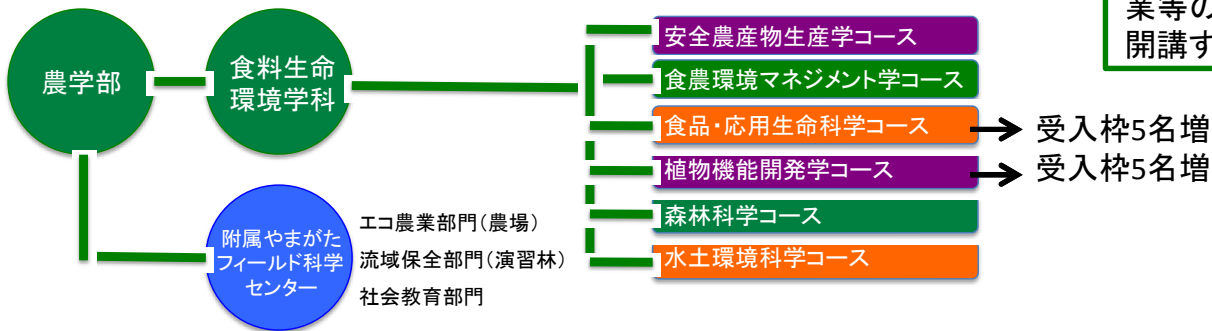 業等の
開講す
農学部
食料生命
環境学科
安全農産物生産学コース
食農環境マネジメント学コース
食品・応用生命科学コース
受入枠5名増
植物機能開発学コース
受入枠5名増
森林科学コース
水土環境科学コース
附属やまがた
フィールド科学
センター
エコ農業部門(農場)
流域保全部門(演習林)
社会教育部門